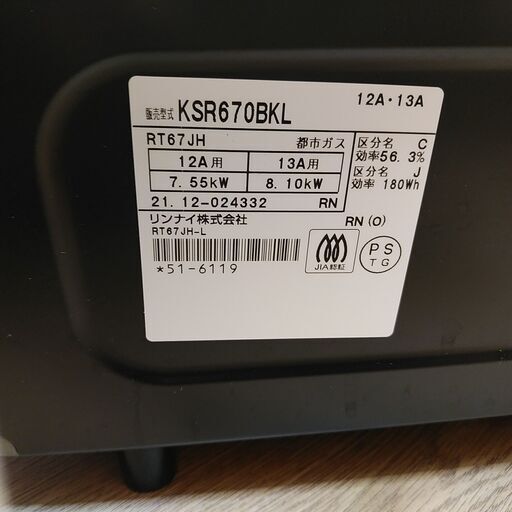 販売型式 KSR670BKL 12A・13A
RT67JH 都市ガス
12A用 13A用
7.55kW 8.10kW
区分名 C
効率56.3%
区分名 J
効率 180Wh
21.12-024332 RN
リンナイ株式会社 RN(O)
RT67JH-L
*51-6119
JIA認証
PS
TG